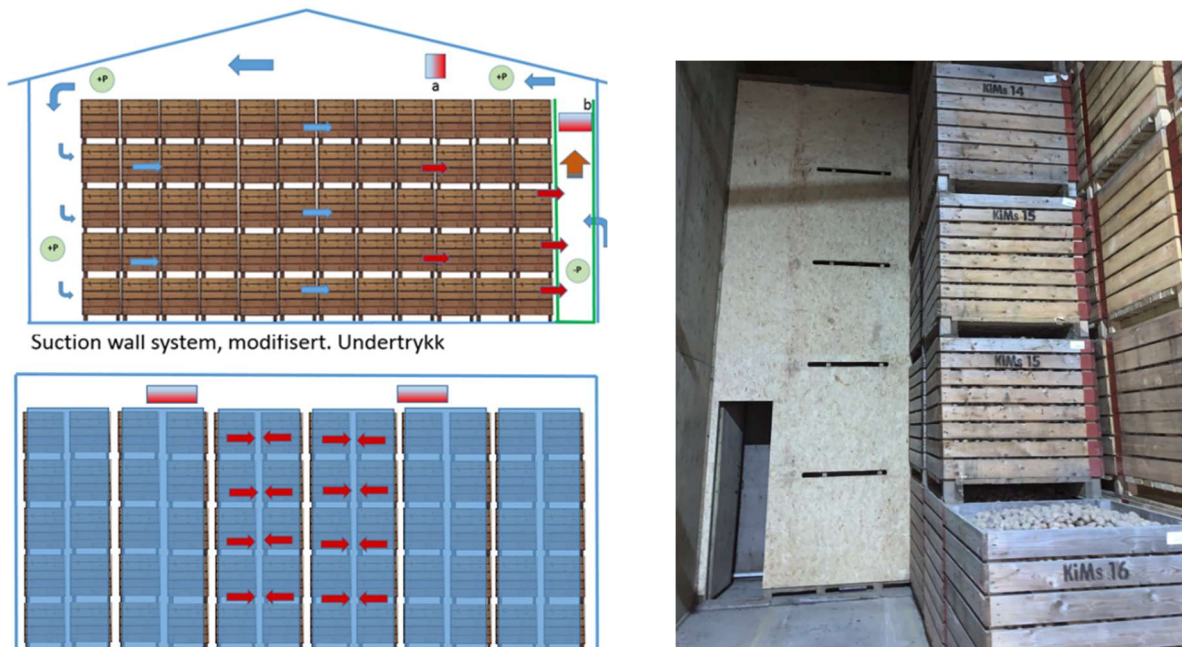 +P
+P
a
b
+P
-P
Suction wall system, modifisert. Undertrykk
KiMs 14
KiMs 15
KiMs 15
KiMs 16